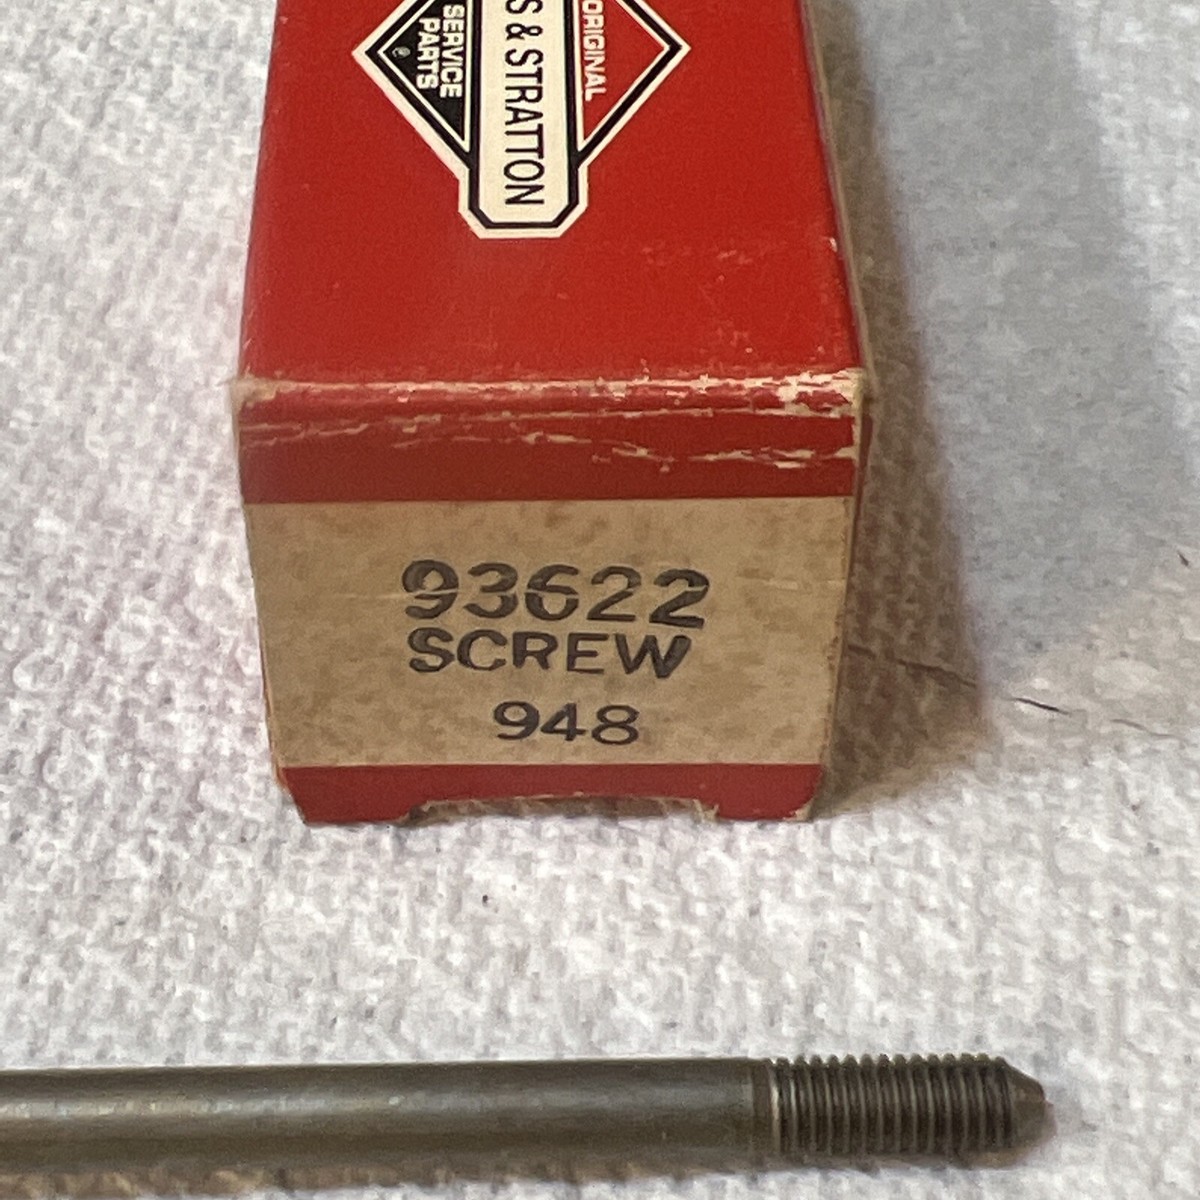 ORIGINAL
S & STRATTON
SERVICE
PARTS
®
93622
SCREW
948